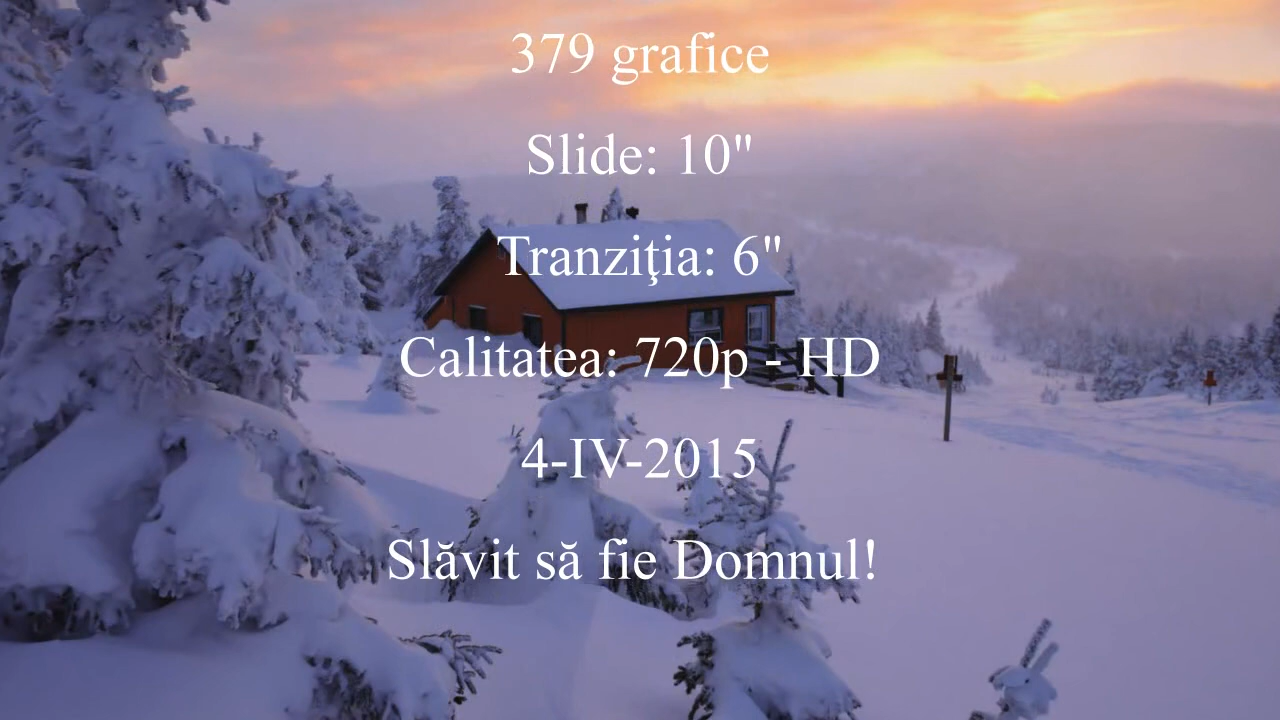 379 grafice
Slide: 10"
Tranziţia: 6"
Calitatea: 720p - HD
4-IV-2015
Slăvit să fie Domnul!